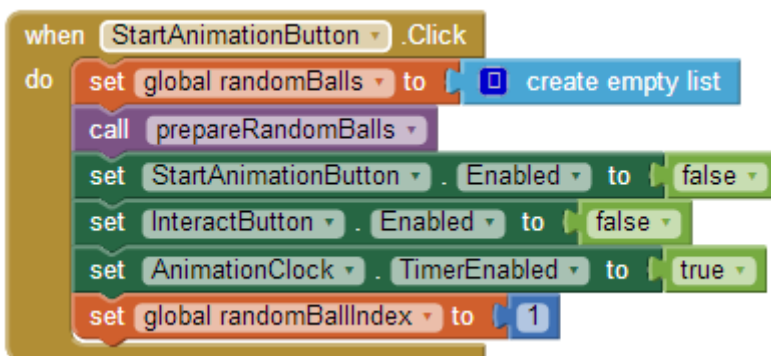 when StartAnimationButton .Click
do set global randomBalls to create empty list
call prepareRandomBalls
set StartAnimationButton . Enabled to false
set InteractButton . Enabled to false
set AnimationClock . TimerEnabled to true
set global randomBallIndex to 1